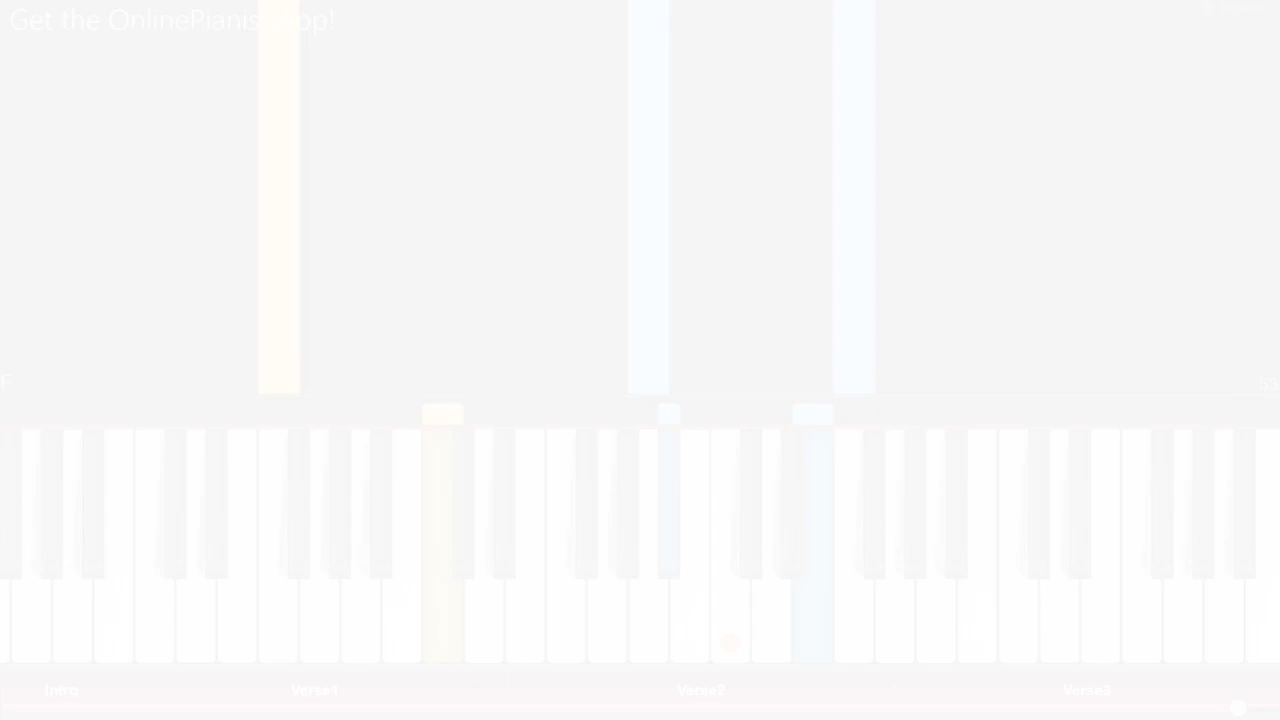 Get the OnlinePianist App!
F
Intro
Verse1
Verse2
Verse3